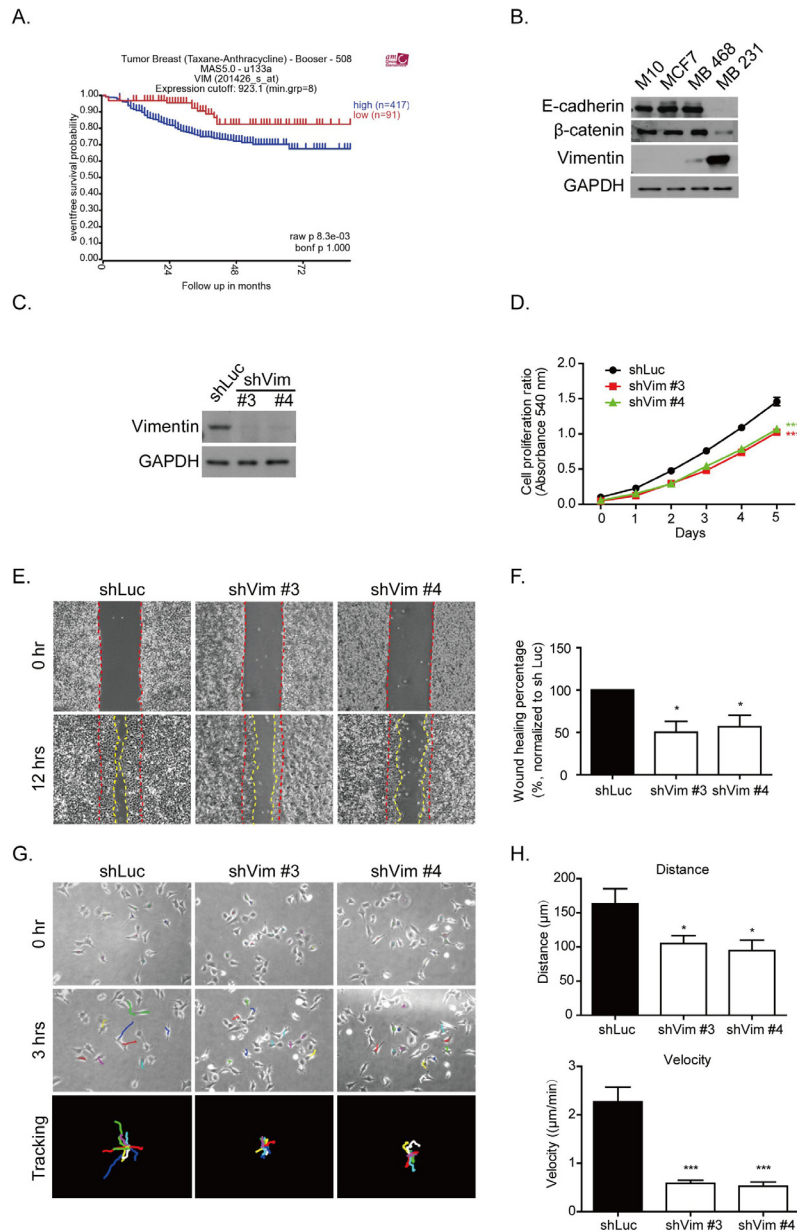 A.
Tumor Breast (Taxane-Anthracycline) - Booser - 508
MAS5.0 - u133a
VIM (201426_s_at)
Expression cutoff: 923.1 (min.grp=8)
high (n=417)
low (n=91)
eventfree survival probability
1.00
0.90
0.80
0.70
0.60
0.50
0.40
0.30
0.20
0.10
0.00
raw p 8.3e-03
bonf p 1.000
0 24 48 72
Follow up in months
B.
M10 MCF7 MB 468 MB 231
E-cadherin
β-catenin
Vimentin
GAPDH
C.
shLuc shVim
#3 #4
Vimentin
GAPDH
D.
shLuc
shVim #3
shVim #4
Cell proliferation ratio
(Absorbance 540 nm)
2.0
1.5
1.0
0.5
0.0
***
***
0 1 2 3 4 5
Days
E.
shLuc shVim #3 shVim #4
0 hr
12 hrs
F.
Wound healing percentage
(%, normalized to sh Luc)
150
100
50
0
* *
shLuc shVim #3 shVim #4
G.
shLuc shVim #3 shVim #4
0 hr
3 hrs
Tracking
H.
Distance
Distance (μm)
200
150
100
50
0
* *
shLuc shVim #3 shVim #4
Velocity
Velocity ((μm/min)
3
2
1
0
*** ***
shLuc shVim #3 shVim #4